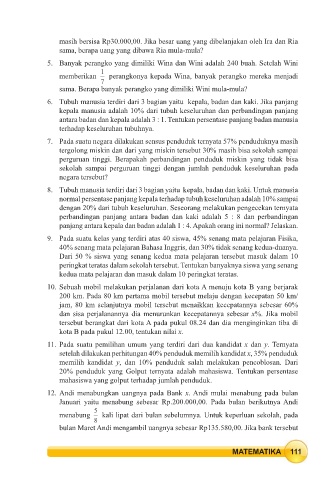 masih bersisa Rp30.000,00. Jika besar uang yang dibelanjakan oleh Ira dan Ria
sama, berapa uang yang dibawa Ria mula-mula?
5. Banyak perangko yang dimiliki Wina dan Wini adalah 240 buah. Setelah Wini
memberikan 1/7 perangkonya kepada Wina, banyak perangko mereka menjadi
sama. Berapa banyak perangko yang dimiliki Wini mula-mula?
6. Tubuh manusia terdiri dari 3 bagian yaitu kepala, badan dan kaki. Jika panjang
kepala manusia adalah 10% dari tubuh keseluruhan dan perbandingan panjang
antara badan dan kepala adalah 3 : 1. Tentukan persentase panjang badan manusia
terhadap keseluruhan tubuhnya.
7. Pada suatu negara dilakukan sensus penduduk ternyata 57% penduduknya masih
tergolong miskin dan dari yang miskin tersebut 30% masih bisa sekolah sampai
perguruan tinggi. Berapakah perbandingan penduduk miskin yang tidak bisa
sekolah sampai perguruan tinggi dengan jumlah penduduk keseluruhan pada
negara tersebut?
8. Tubuh manusia terdiri dari 3 bagian yaitu kepala, badan dan kaki. Untuk manusia
normal persentase panjang kepala terhadap tubuh keseluruhan adalah 10% sampai
dengan 20% dari tubuh keseluruhan. Seseorang melakukan pengecekan ternyata
perbandingan panjang antara badan dan kaki adalah 5 : 8 dan perbandingan
panjang antara kepala dan badan adalah 1 : 4. Apakah orang ini normal? Jelaskan.
9. Pada suatu kelas yang terdiri atas 40 siswa, 45% senang mata pelajaran Fisika,
40% senang mata pelajaran Bahasa Inggris, dan 30% tidak senang kedua-duanya.
Dari 50 % siswa yang senang kedua mata pelajaran tersebut masuk dalam 10
peringkat teratas dalam sekolah tersebut. Tentukan banyaknya siswa yang senang
kedua mata pelajaran dan masuk dalam 10 peringkat teratas.
10. Sebuah mobil melakukan perjalanan dari kota A menuju kota B yang berjarak
200 km. Pada 80 km pertama mobil tersebut melaju dengan kecepatan 50 km/
jam, 80 km selanjutnya mobil tersebut menaikkan kecepatannya sebesar 60%
dan sisa perjalanannya dia menurunkan kecepatannya sebesar x%. Jika mobil
tersebut berangkat dari kota A pada pukul 08.24 dan dia menginginkan tiba di
kota B pada pukul 12.00, tentukan nilai x.
11. Pada suatu pemilihan umum yang terdiri dari dua kandidat x dan y. Ternyata
setelah dilakukan perhitungan 40% penduduk memilih kandidat x, 35% penduduk
memilih kandidat y, dan 10% penduduk salah melakukan pencoblosan. Dari
20% penduduk yang Golput ternyata adalah mahasiswa. Tentukan persentase
mahasiswa yang golput terhadap jumlah penduduk.
12. Andi menabungkan uangnya pada Bank x. Andi mulai menabung pada bulan
Januari yaitu menabung sebesar Rp.200.000,00. Pada bulan berikutnya Andi
menabung 5/8 kali lipat dari bulan sebelumnya. Untuk keperluan sekolah, pada
bulan Maret Andi mengambil uangnya sebesar Rp135.580,00. Jika bank tersebut
MATEMATIKA 111